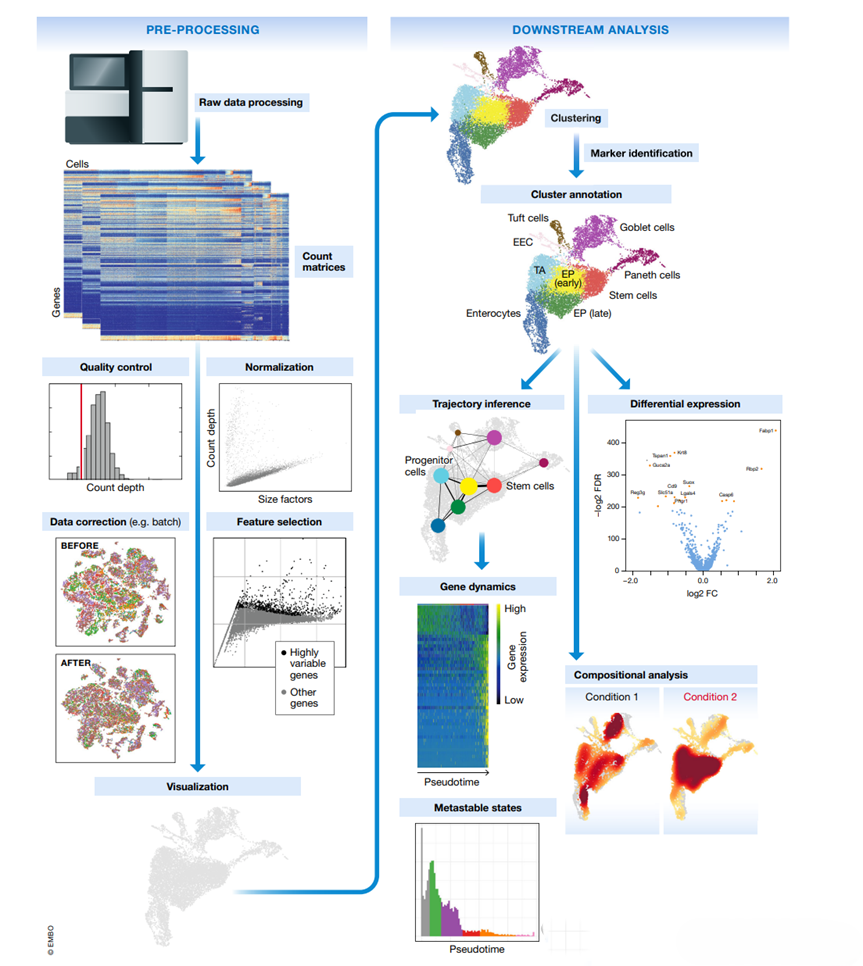 PRE-PROCESSING
Raw data processing
Cells
Genes
Count
matrices
Quality control
Count depth
Normalization
Count depth
Size factors
Data correction (e.g. batch)
BEFORE
AFTER
Feature selection
Highly
variable
genes
Other
genes
Visualization
© EMBO
DOWNSTREAM ANALYSIS
Clustering
Marker identification
Cluster annotation
Tuft cells
Goblet cells
EEC
TA
EP
(early)
Paneth cells
Stem cells
Enterocytes
EP (late)
Trajectory inference
Progenitor
cells
Stem cells
Gene dynamics
High
Gene
expression
Low
Pseudotime
Metastable states
Pseudotime
Differential expression
Fabp1
Krt8
Tspan1
Guca2a
Rbp2
Cd9
Reg3g
Casp6
400
300
200
100
0
–log2 FDR
–2.0
0.0
2.0
log2 FC
Compositional analysis
Condition 1
Condition 2